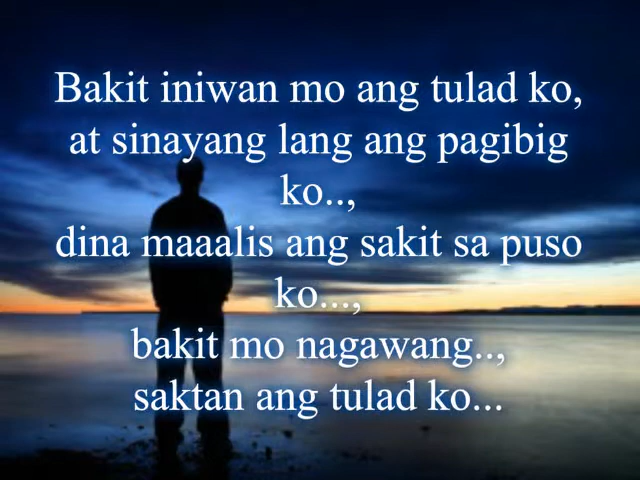 Bakit iniwan mo ang tulad ko,
at sinayang lang ang pagibig
ko..,
dina maaalis ang sakit sa puso
ko...,
bakit mo nagawang..,
saktan ang tulad ko...